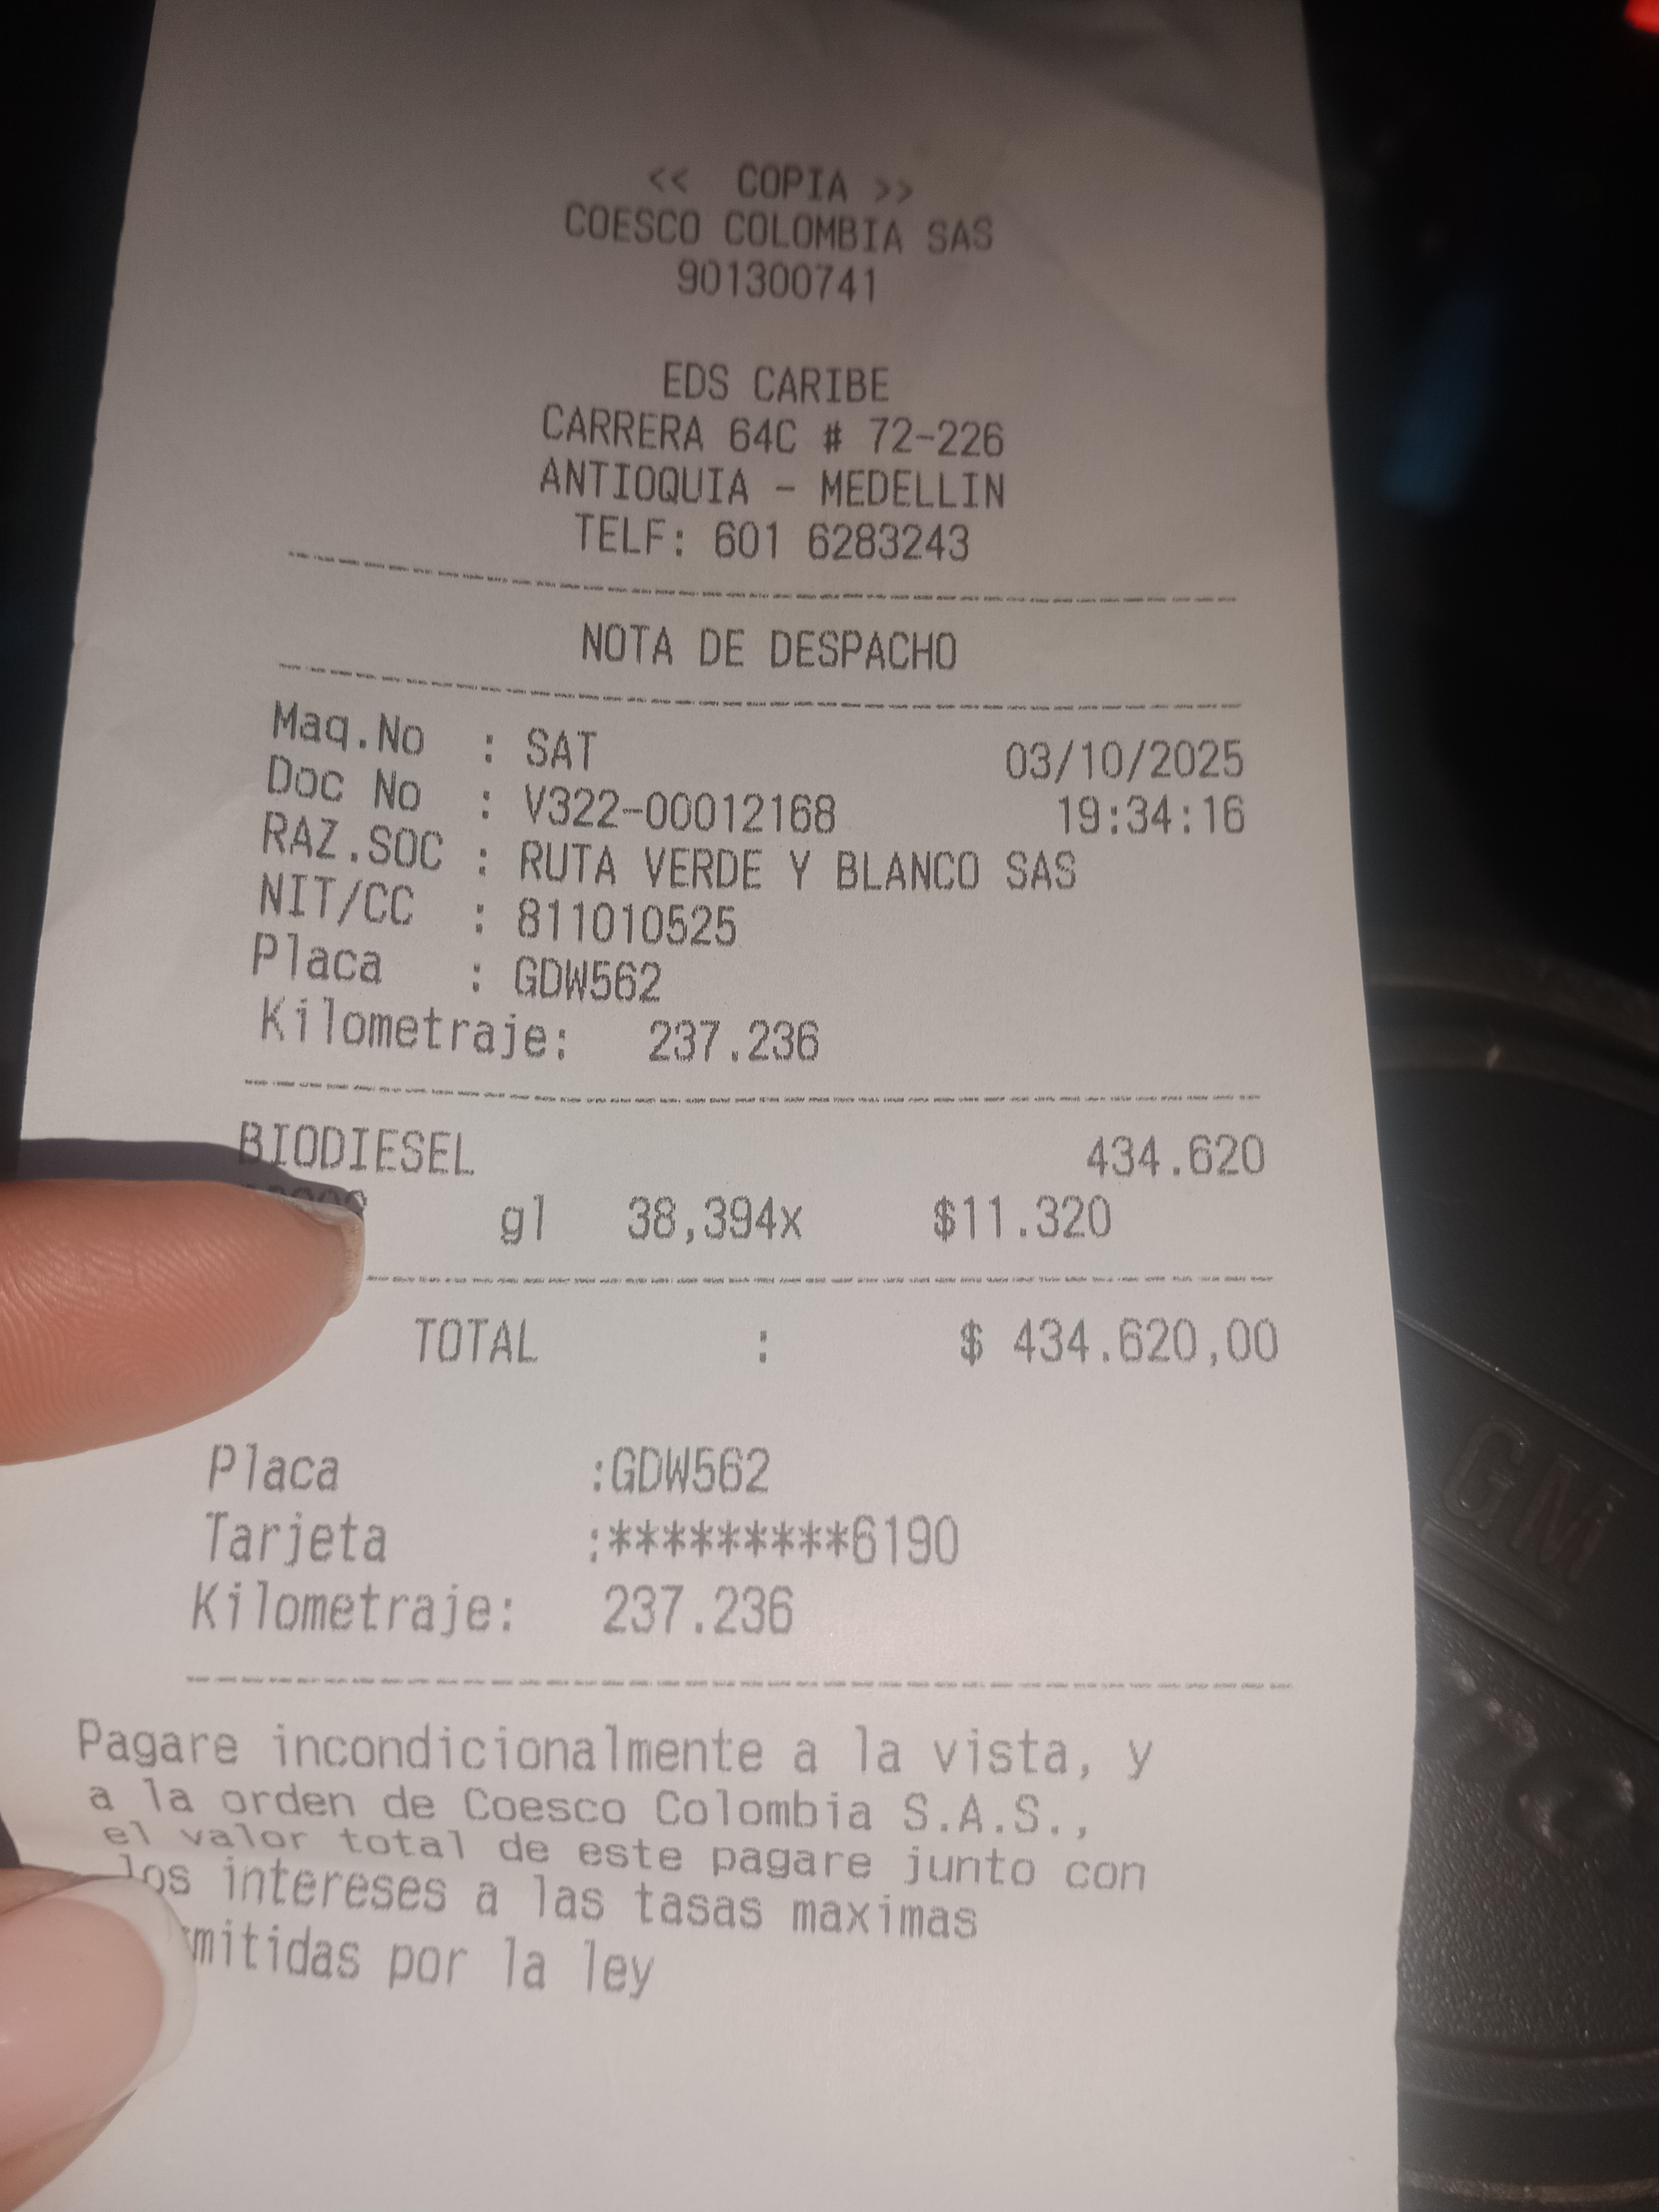 << COPIA >>
COESCO COLOMBIA SAS
901300741
EDS CARIBE
CARRERA 64C # 72-226
ANTIOQUIA - MEDELLIN
TELF: 601 6283243
NOTA DE DESPACHO
Maq.No : SAT 03/10/2025
Doc No : V322-00012168 19:34:16
RAZ.SOC : RUTA VERDE Y BLANCO SAS
NIT/CC : 811010525
Placa : GDW562
Kilometraje: 237.236
BIODIESEL 434.620
gl 38,394x $11.320
TOTAL : $ 434.620,00
Placa :GDW562
Tarjeta :*********6190
Kilometraje: 237.236
Pagare incondicionalmente a la vista, y
a la orden de Coesco Colombia S.A.S.,
el valor total de este pagare junto con
los intereses a las tasas maximas
por la ley
GM